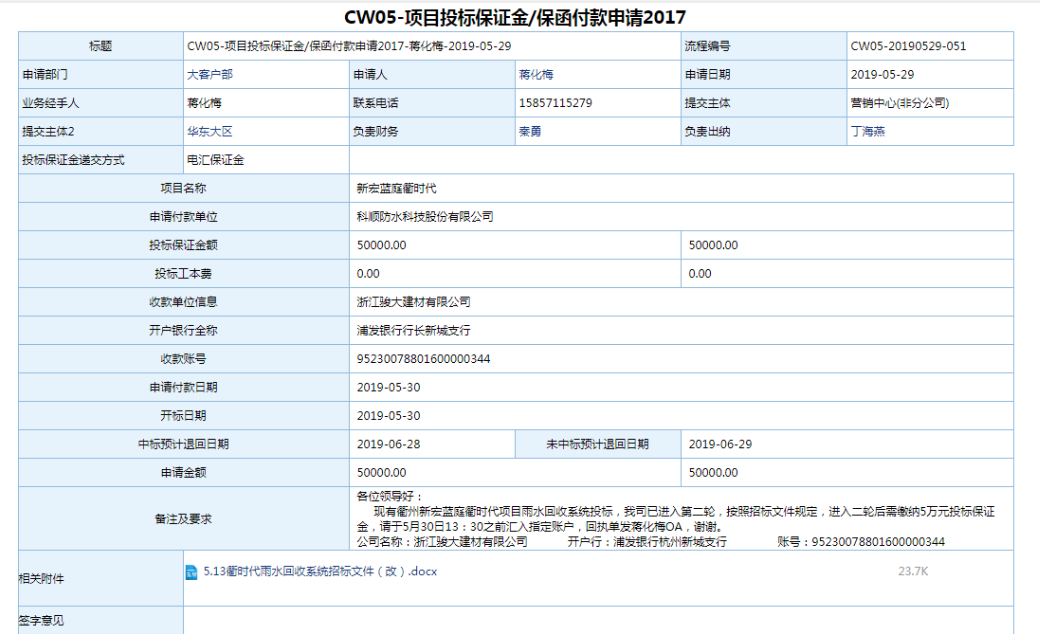 CW05-项目投标保证金/保函付款申请2017
标题 CW05-项目投标保证金/保函付款申请2017-蒋化梅-2019-05-29 流程编号 CW05-20190529-051
申请部门 大客户部 申请人 蒋化梅 申请日期 2019-05-29
业务经手人 蒋化梅 联系电话 15857115279 提交主体 营销中心(非分公司)
提交主体2 华东大区 负责财务 秦勇 负责出纳 丁海燕
投标保证金递交方式 电汇保证金
项目名称 新宏蓝庭衢时代
申请付款单位 科顺防水科技股份有限公司
投标保证金额 50000.00 50000.00
投标工本费 0.00 0.00
收款单位信息 浙江骏大建材有限公司
开户银行全称 浦发银行行长新城支行
收款账号 95230078801600000344
申请付款日期 2019-05-30
开标日期 2019-05-30
中标预计退回日期 2019-06-28 未中标预计退回日期 2019-06-29
申请金额 50000.00 50000.00
备注及要求
各位领导好：
现有衢州新宏蓝庭衢时代项目雨水回收系统投标，我司已进入第二轮，按照招标文件规定，进入二轮后需缴纳5万元投标保证
金，请于5月30日13：30之前汇入指定账户，回执单发蒋化梅OA，谢谢。
公司名称：浙江骏大建材有限公司 开户行：浦发银行杭州新城支行 账号：95230078801600000344
相关附件 5.13衢时代雨水回收系统招标文件（改）.docx 23.7K
签字意见